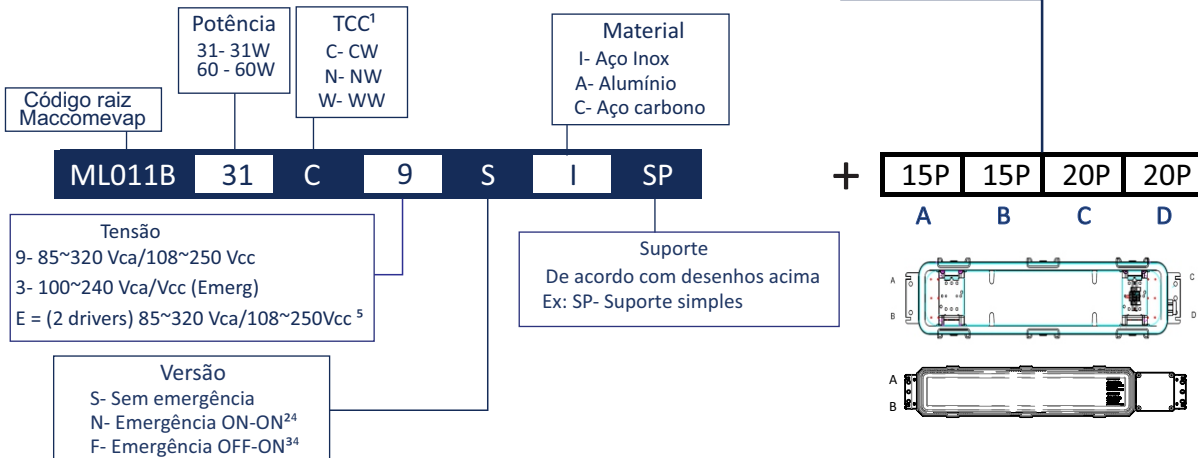 Potência
31- 31W
60 - 60W
TCC¹
C- CW
N- NW
W- WW
Material
I- Aço Inox
A- Alumínio
C- Aço carbono
Código raiz
Maccomevap
ML011B 31 C 9 S I SP + 15P 15P 20P 20P
A B C D
Tensão
9- 85~320 Vca/108~250 Vcc
3- 100~240 Vca/Vcc (Emerg)
E = (2 drivers) 85~320 Vca/108~250Vcc ⁵
Suporte
De acordo com desenhos acima
Ex: SP- Suporte simples
Versão
S- Sem emergência
N- Emergência ON-ON²⁴
F- Emergência OFF-ON³⁴
A C
B D
A
B